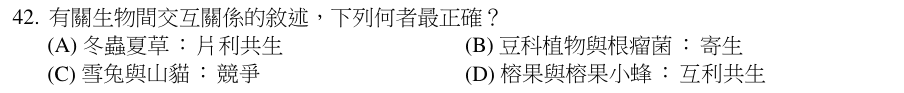 42. 有關生物間交互關係的敘述，下列何者最正確？
(A) 冬蟲夏草：片利共生 (B) 豆科植物與根瘤菌：寄生
(C) 雪兔與山貓：競爭 (D) 榕果與榕果小蜂：互利共生